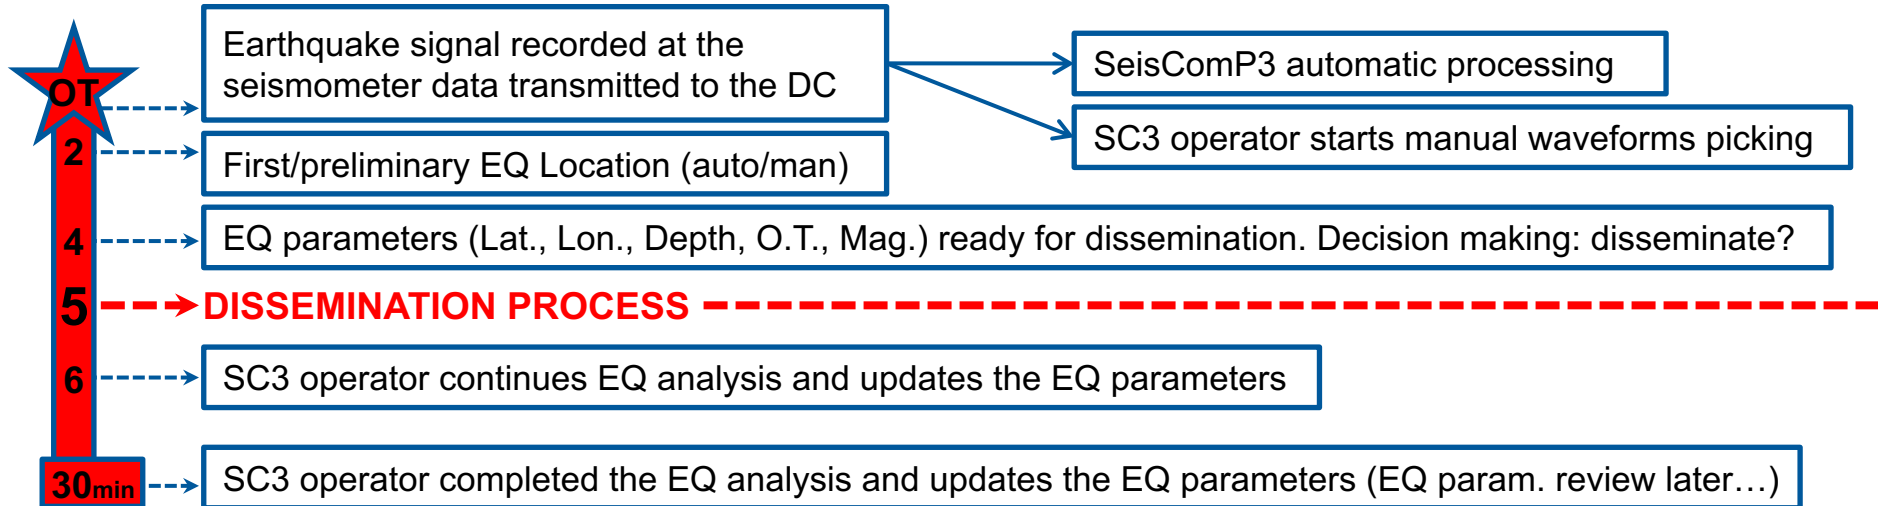 OT
Earthquake signal recorded at the
seismometer data transmitted to the DC
SeisComP3 automatic processing
SC3 operator starts manual waveforms picking
2
First/preliminary EQ Location (auto/man)
4
EQ parameters (Lat., Lon., Depth, O.T., Mag.) ready for dissemination. Decision making: disseminate?
5
DISSEMINATION PROCESS
6
SC3 operator continues EQ analysis and updates the EQ parameters
30min
SC3 operator completed the EQ analysis and updates the EQ parameters (EQ param. review later…)